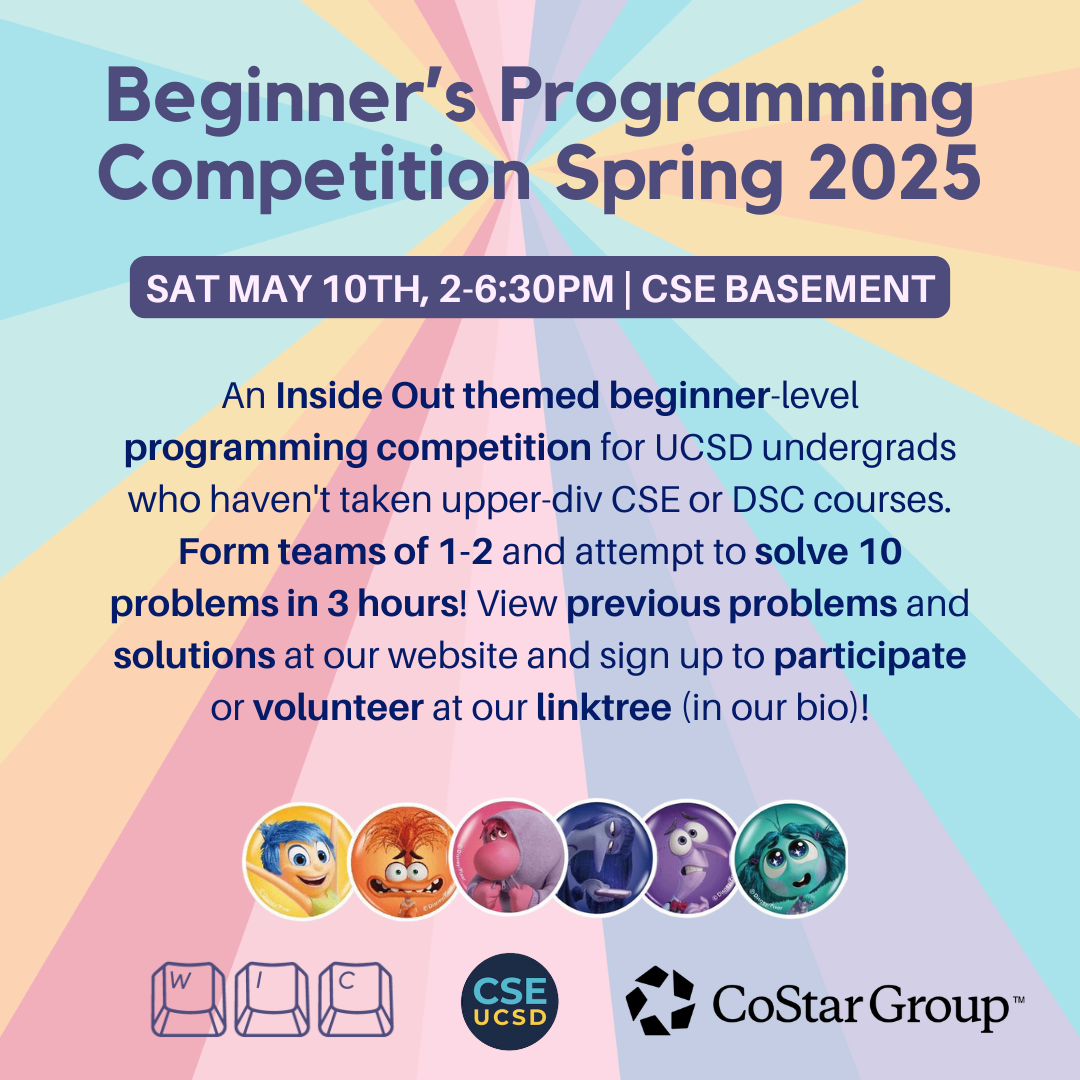 Beginner’s Programming
Competition Spring 2025
SAT MAY 10TH, 2-6:30PM | CSE BASEMENT
An Inside Out themed beginner-level
programming competition for UCSD undergrads
who haven't taken upper-div CSE or DSC courses.
Form teams of 1-2 and attempt to solve 10
problems in 3 hours! View previous problems and
solutions at our website and sign up to participate
or volunteer at our linktree (in our bio)!
W I C
CSE
UCSD
CoStar Group™